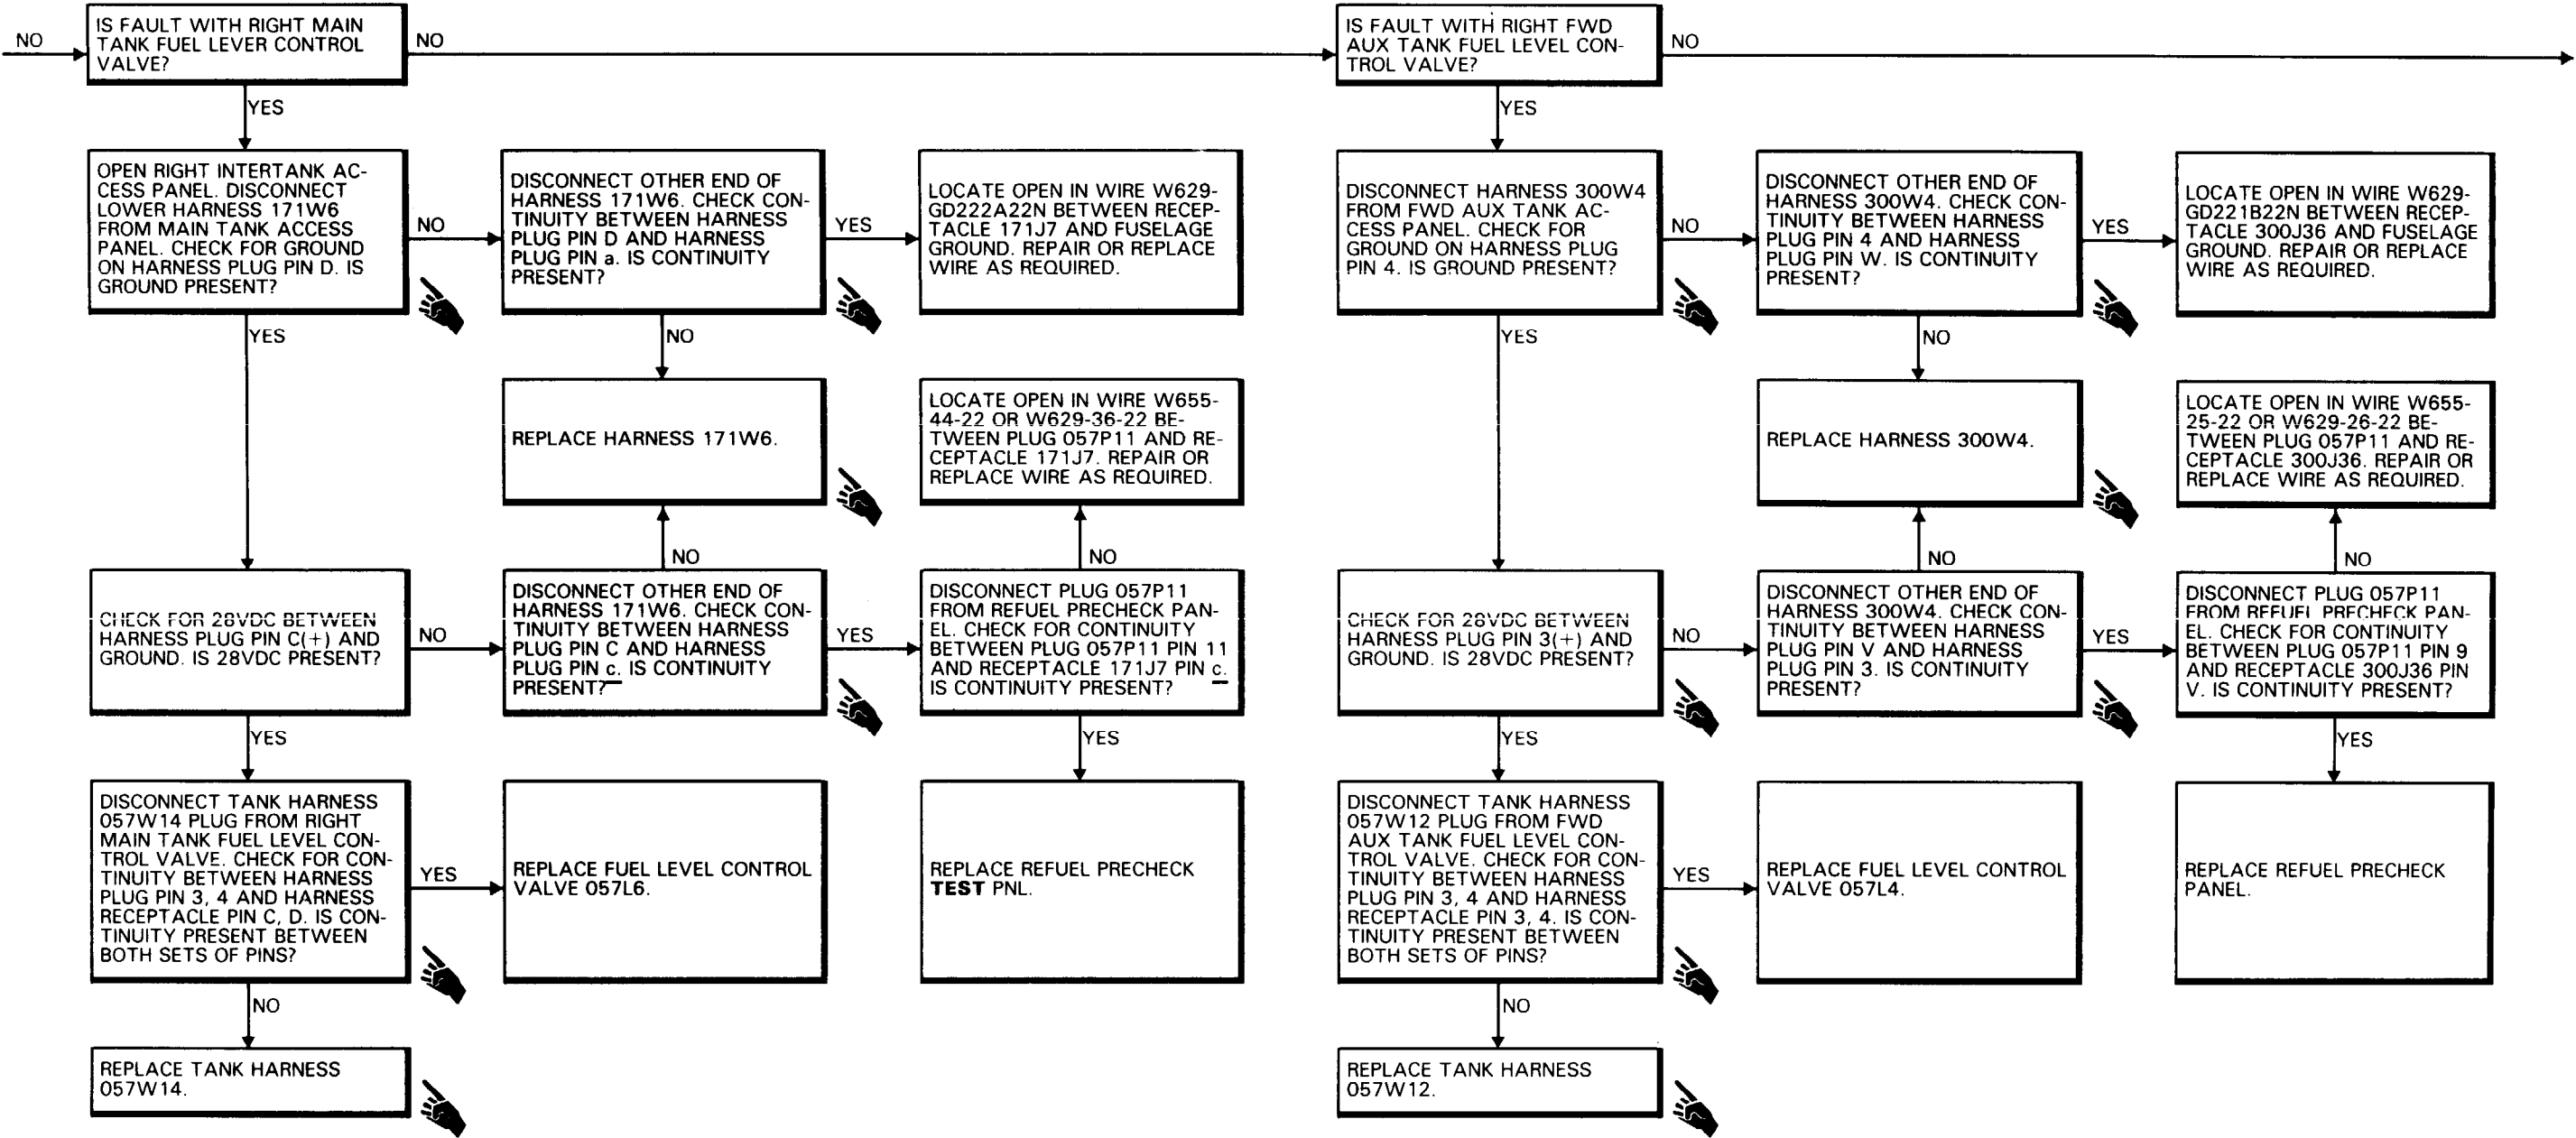 NO
IS FAULT WITH RIGHT MAIN
TANK FUEL LEVER CONTROL
VALVE?
NO
YES
OPEN RIGHT INTERTANK AC-
CESS PANEL. DISCONNECT
LOWER HARNESS 171W6
FROM MAIN TANK ACCESS
PANEL. CHECK FOR GROUND
ON HARNESS PLUG PIN D. IS
GROUND PRESENT?
NO
YES
DISCONNECT OTHER END OF
HARNESS 171W6. CHECK CON-
TINUITY BETWEEN HARNESS
PLUG PIN D AND HARNESS
PLUG PIN a. IS CONTINUITY
PRESENT?
YES
NO
LOCATE OPEN IN WIRE W629-
GD222A22N BETWEEN RECEP-
TACLE 171J7 AND FUSELAGE
GROUND. REPAIR OR REPLACE
WIRE AS REQUIRED.
REPLACE HARNESS 171W6.
LOCATE OPEN IN WIRE W655-
44-22 OR W629-36-22 BE-
TWEEN PLUG 057P11 AND RE-
CEPTACLE 171J7. REPAIR OR
REPLACE WIRE AS REQUIRED.
NO
NO
CHECK FOR 28VDC BETWEEN
HARNESS PLUG PIN C(+) AND
GROUND. IS 28VDC PRESENT?
NO
YES
DISCONNECT OTHER END OF
HARNESS 171W6. CHECK CON-
TINUITY BETWEEN HARNESS
PLUG PIN C AND HARNESS
PLUG PIN c. IS CONTINUITY
PRESENT?
YES
DISCONNECT PLUG 057P11
FROM REFUEL PRECHECK PAN-
EL. CHECK FOR CONTINUITY
BETWEEN PLUG 057P11 PIN 11
AND RECEPTACLE 171J7 PIN c.
IS CONTINUITY PRESENT?
YES
DISCONNECT TANK HARNESS
057W14 PLUG FROM RIGHT
MAIN TANK FUEL LEVEL CON-
TROL VALVE. CHECK FOR CON-
TINUITY BETWEEN HARNESS
PLUG PIN 3, 4 AND HARNESS
RECEPTACLE PIN C, D. IS CON-
TINUITY PRESENT BETWEEN
BOTH SETS OF PINS?
YES
NO
REPLACE FUEL LEVEL CONTROL
VALVE 057L6.
REPLACE REFUEL PRECHECK
TEST PNL.
REPLACE TANK HARNESS
057W14.
IS FAULT WITH RIGHT FWD
AUX TANK FUEL LEVEL CON-
TROL VALVE?
NO
YES
DISCONNECT HARNESS 300W4
FROM FWD AUX TANK AC-
CESS PANEL. CHECK FOR
GROUND ON HARNESS PLUG
PIN 4. IS GROUND PRESENT?
NO
YES
DISCONNECT OTHER END OF
HARNESS 300W4. CHECK CON-
TINUITY BETWEEN HARNESS
PLUG PIN 4 AND HARNESS
PLUG PIN W. IS CONTINUITY
PRESENT?
YES
NO
LOCATE OPEN IN WIRE W629-
GD221B22N BETWEEN RECEP-
TACLE 300J36 AND FUSELAGE
GROUND. REPAIR OR REPLACE
WIRE AS REQUIRED.
REPLACE HARNESS 300W4.
LOCATE OPEN IN WIRE W655-
25-22 OR W629-26-22 BE-
TWEEN PLUG 057P11 AND RE-
CEPTACLE 300J36. REPAIR OR
REPLACE WIRE AS REQUIRED.
NO
NO
CHECK FOR 28VDC BETWEEN
HARNESS PLUG PIN 3(+) AND
GROUND. IS 28VDC PRESENT?
NO
YES
DISCONNECT OTHER END OF
HARNESS 300W4. CHECK CON-
TINUITY BETWEEN HARNESS
PLUG PIN V AND HARNESS
PLUG PIN 3. IS CONTINUITY
PRESENT?
YES
DISCONNECT PLUG 057P11
FROM REFUEL PRECHECK PAN-
EL. CHECK FOR CONTINUITY
BETWEEN PLUG 057P11 PIN 9
AND RECEPTACLE 300J36 PIN
V. IS CONTINUITY PRESENT?
YES
DISCONNECT TANK HARNESS
057W12 PLUG FROM FWD
AUX TANK FUEL LEVEL CON-
TROL VALVE. CHECK FOR CON-
TINUITY BETWEEN HARNESS
PLUG PIN 3, 4 AND HARNESS
RECEPTACLE PIN 3, 4. IS CON-
TINUITY PRESENT BETWEEN
BOTH SETS OF PINS?
YES
NO
REPLACE FUEL LEVEL CONTROL
VALVE 057L4.
REPLACE REFUEL PRECHECK
PANEL.
REPLACE TANK HARNESS
057W12.